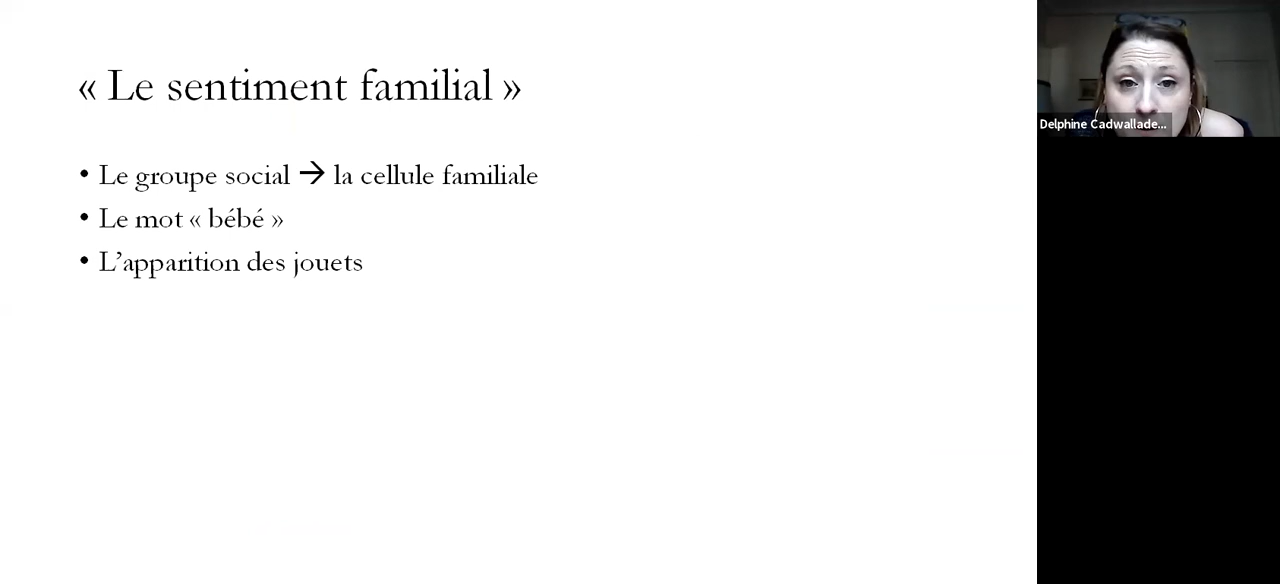 « Le sentiment familial »
• Le groupe social → la cellule familiale
• Le mot « bébé »
• L’apparition des jouets
Delphine Cadwallade...